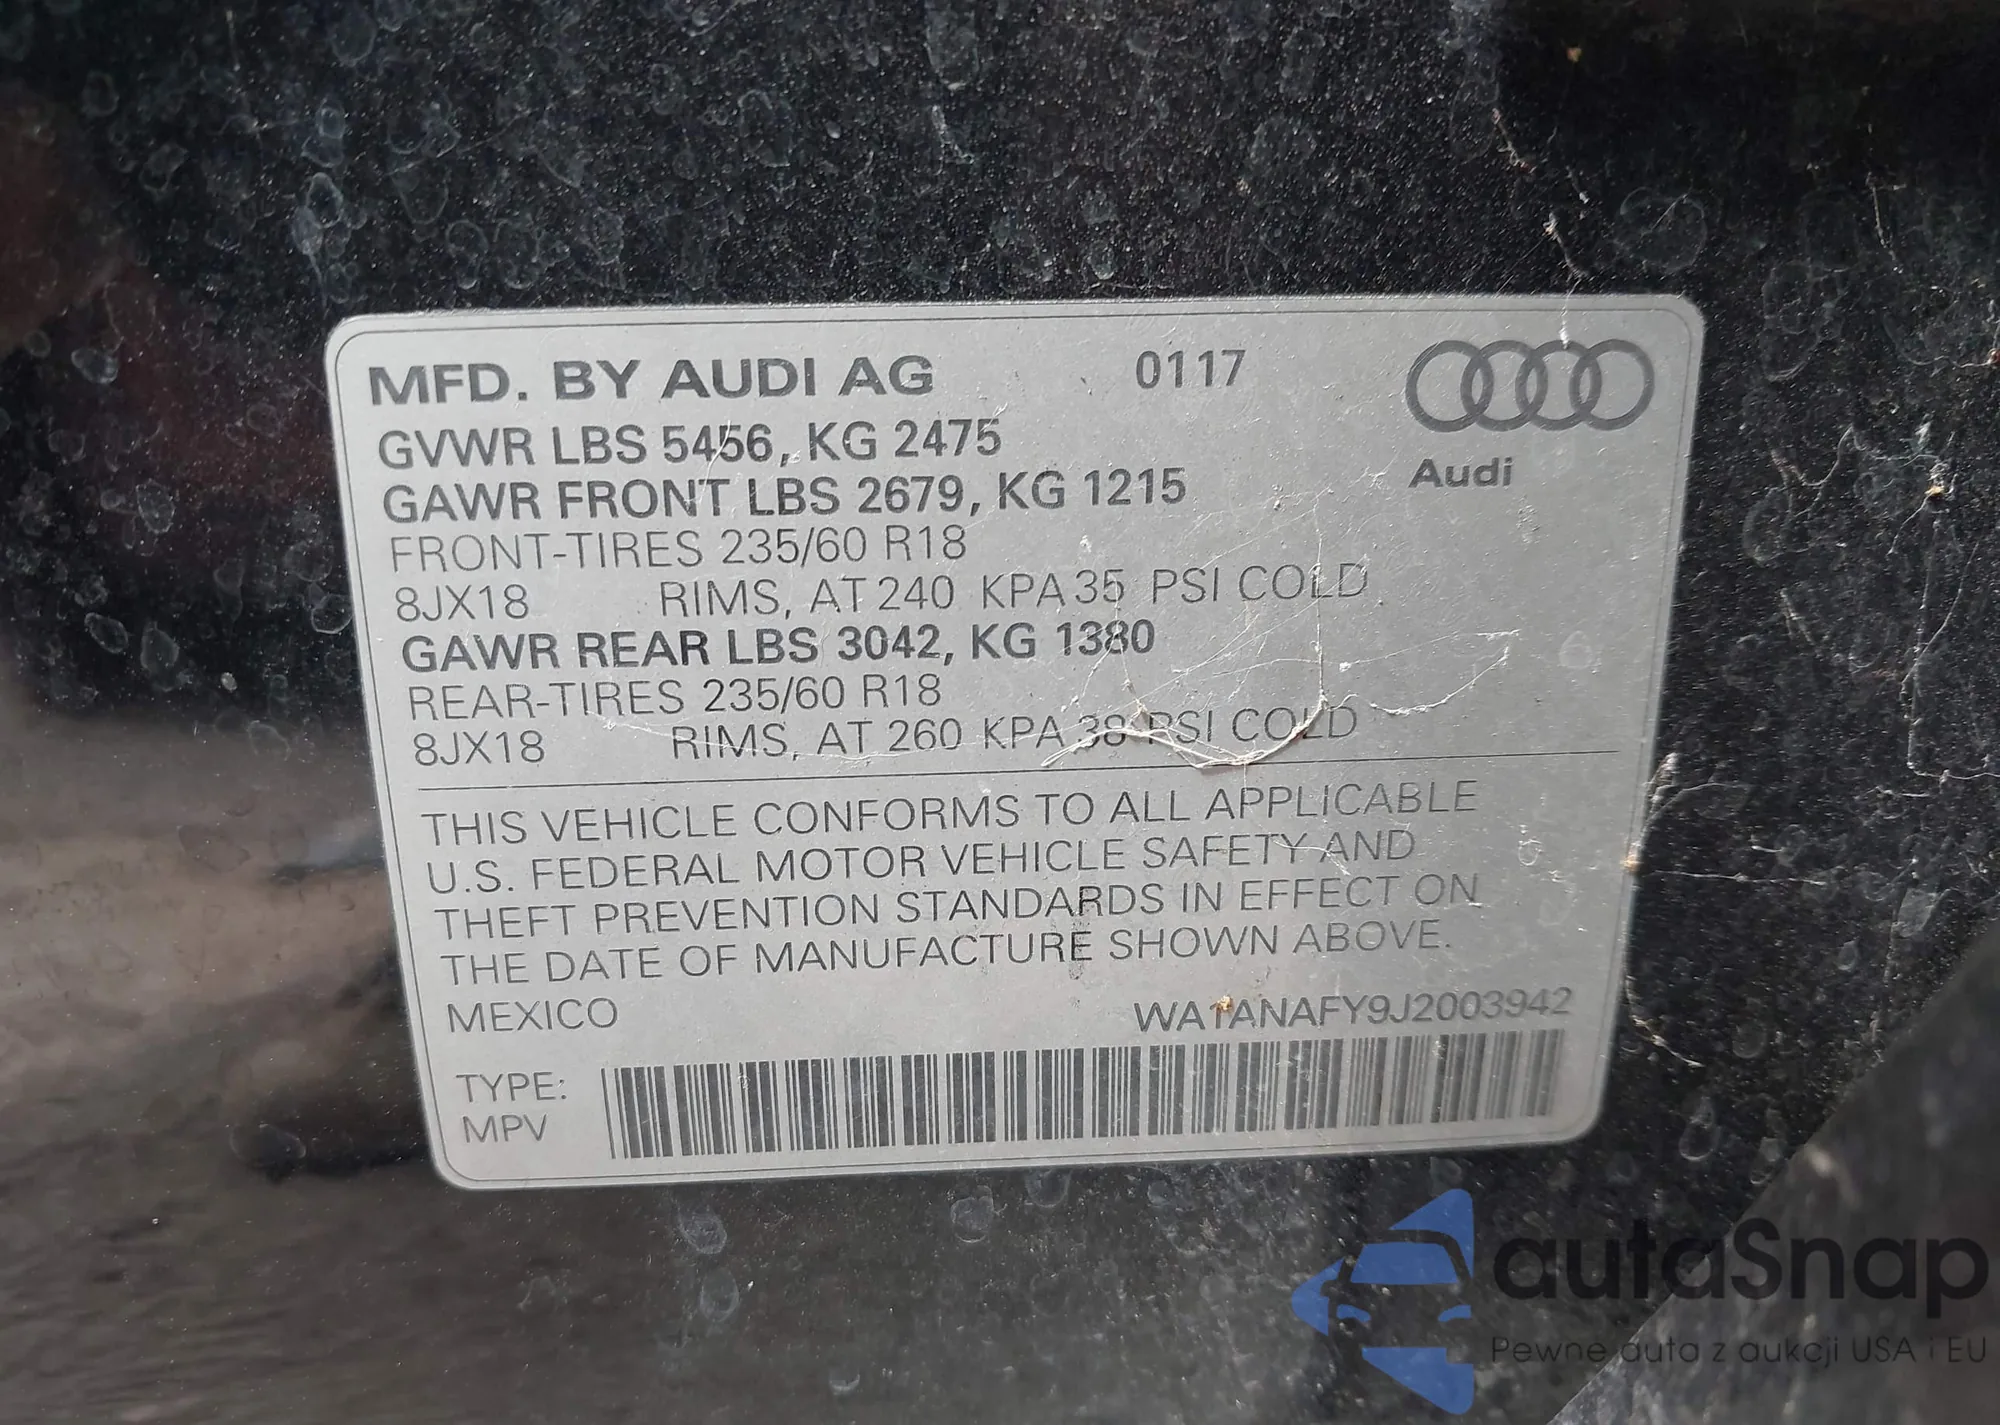 MFD. BY AUDI AG 0117
GVWR LBS 5456, KG 2475
Audi
GAWR FRONT LBS 2679, KG 1215
FRONT-TIRES 235/60 R18
8JX18 RIMS, AT 240 KPA 35 PSI COLD
GAWR REAR LBS 3042, KG 1380
REAR-TIRES 235/60 R18
8JX18 RIMS, AT 260 KPA 38 PSI COLD
THIS VEHICLE CONFORMS TO ALL APPLICABLE
U.S. FEDERAL MOTOR VEHICLE SAFETY AND
THEFT PREVENTION STANDARDS IN EFFECT ON
THE DATE OF MANUFACTURE SHOWN ABOVE.
MEXICO WA1ANAFY9J2003942
TYPE:
MPV
autaSnap
Pewne auta z aukcji USA i EU